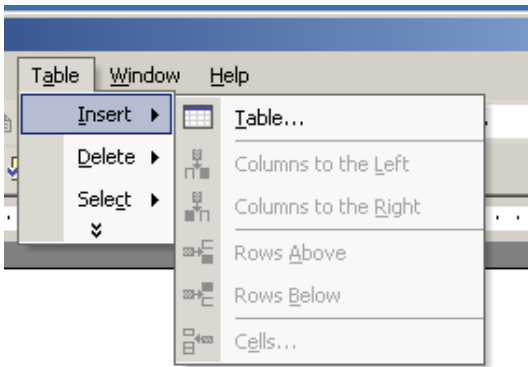 Table Window Help
Insert
Delete
Select
Table...
Columns to the Left
Columns to the Right
Rows Above
Rows Below
Cells...